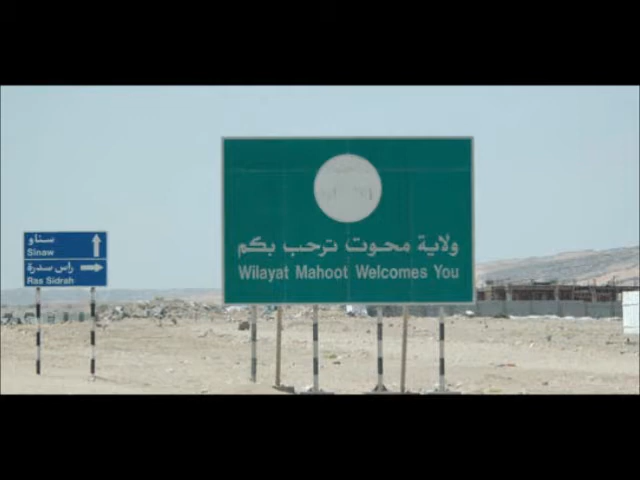 سناو
Sinaw
راس سدرة
Ras Sidrah
ولاية محوت ترحب بكم
Wilayat Mahoot Welcomes You